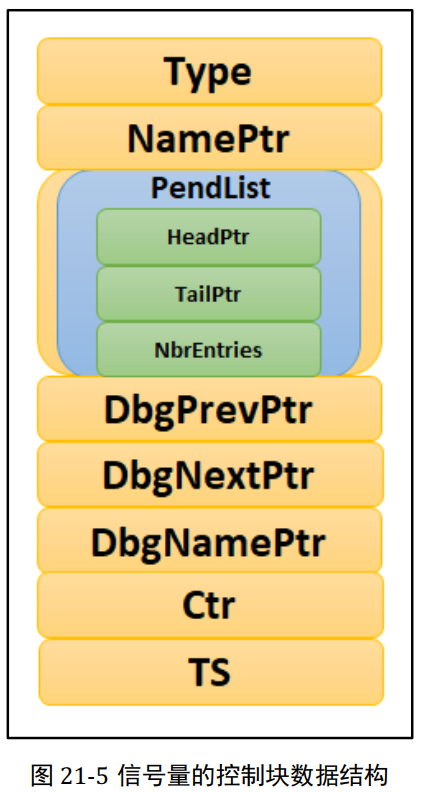 Type
NamePtr
PendList
HeadPtr
TailPtr
NbrEntries
DbgPrevPtr
DbgNextPtr
DbgNamePtr
Ctr
TS
图 21-5 信号量的控制块数据结构